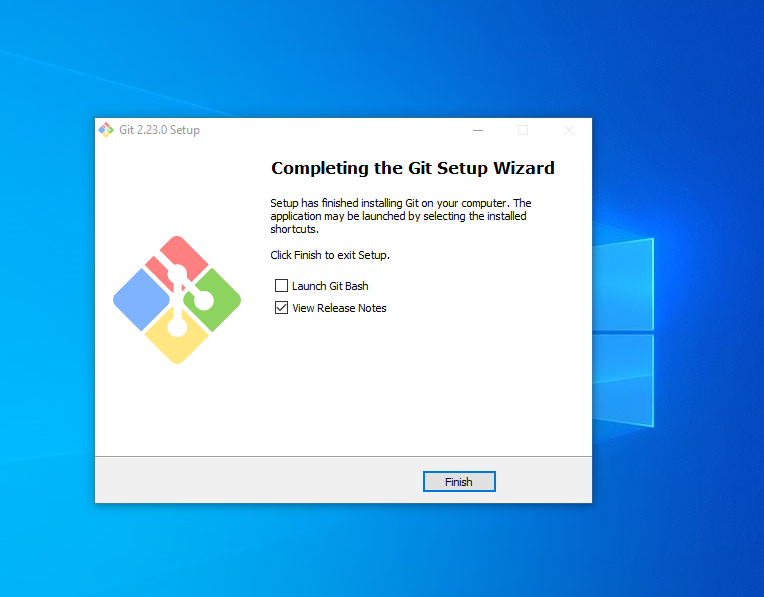 Git 2.23.0 Setup
Completing the Git Setup Wizard
Setup has finished installing Git on your computer. The
application may be launched by selecting the installed
shortcuts.
Click Finish to exit Setup.
Launch Git Bash
View Release Notes
Finish